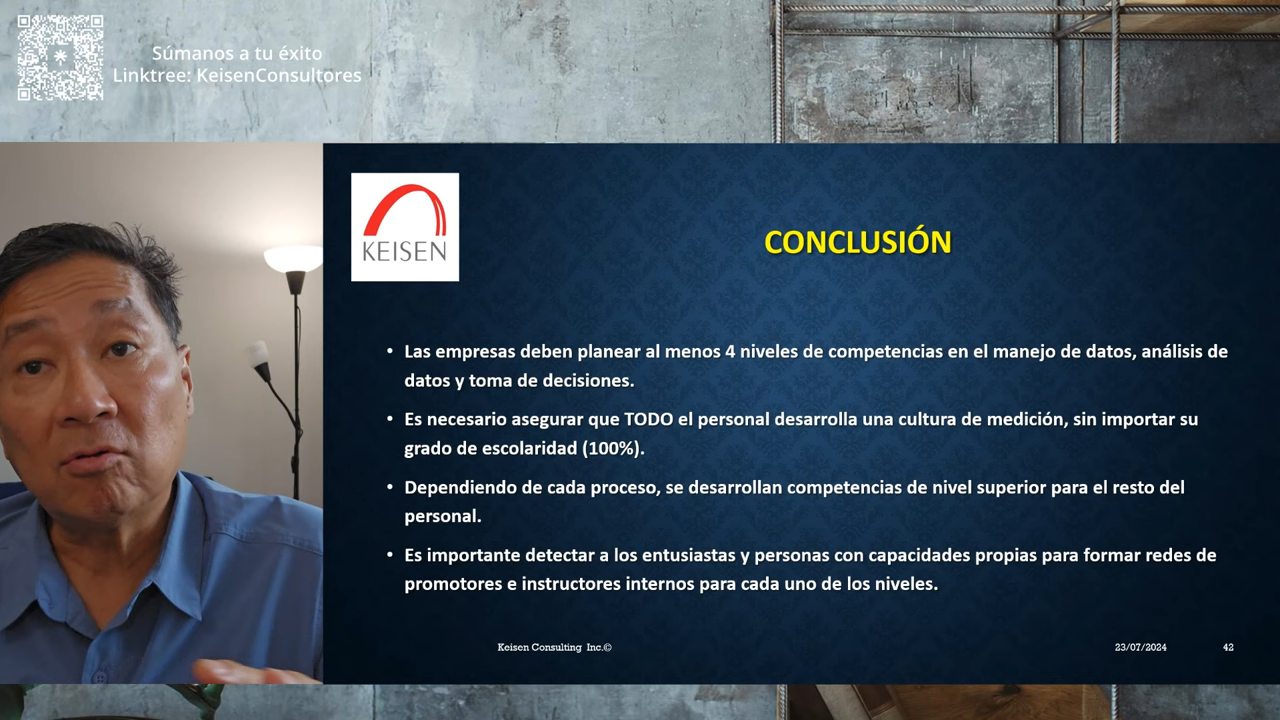 Súmanos a tu éxito
Linktree: KeisenConsultores
KEISEN
CONCLUSIÓN
• Las empresas deben planear al menos 4 niveles de competencias en el manejo de datos, análisis de
datos y toma de decisiones.
• Es necesario asegurar que TODO el personal desarrolla una cultura de medición, sin importar su
grado de escolaridad (100%).
• Dependiendo de cada proceso, se desarrollan competencias de nivel superior para el resto del
personal.
• Es importante detectar a los entusiastas y personas con capacidades propias para formar redes de
promotores e instructores internos para cada uno de los niveles.
Keisen Consulting Inc.© 23/07/2024 42